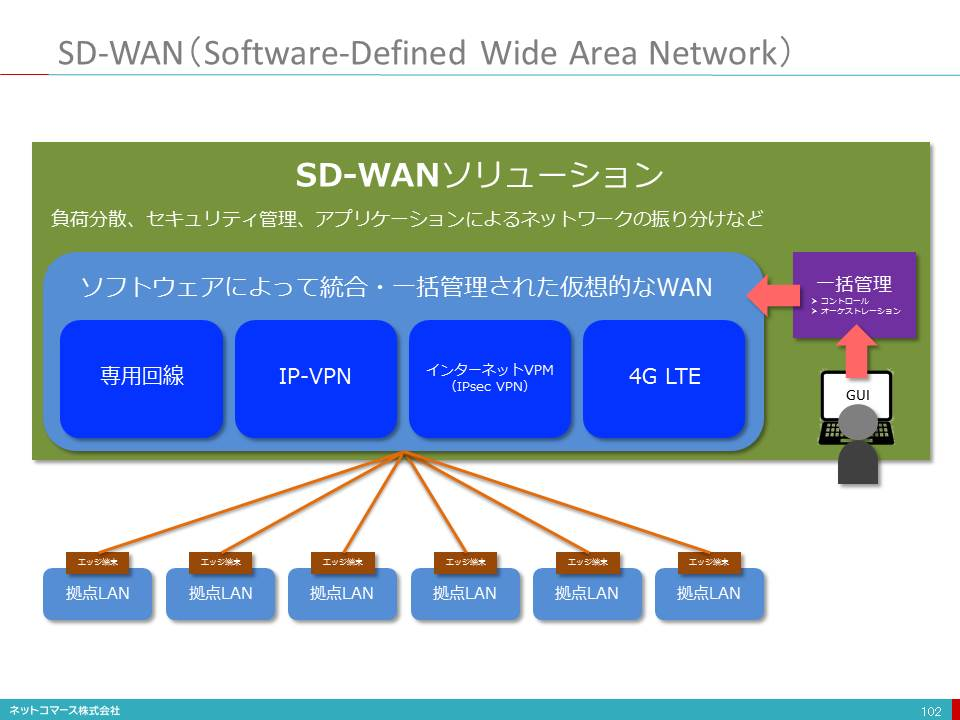 SD-WAN（Software-Defined Wide Area Network）
SD-WANソリューション
負荷分散、セキュリティ管理、アプリケーションによるネットワークの振り分けなど
ソフトウェアによって統合・一括管理された仮想的なWAN
専用回線
IP-VPN
インターネットVPM
（IPsec VPN）
4G LTE
一括管理
➢ コントロール
➢ オーケストレーション
GUI
エッジ端末
エッジ端末
エッジ端末
エッジ端末
エッジ端末
エッジ端末
拠点LAN
拠点LAN
拠点LAN
拠点LAN
拠点LAN
拠点LAN
ネットコマース株式会社
102